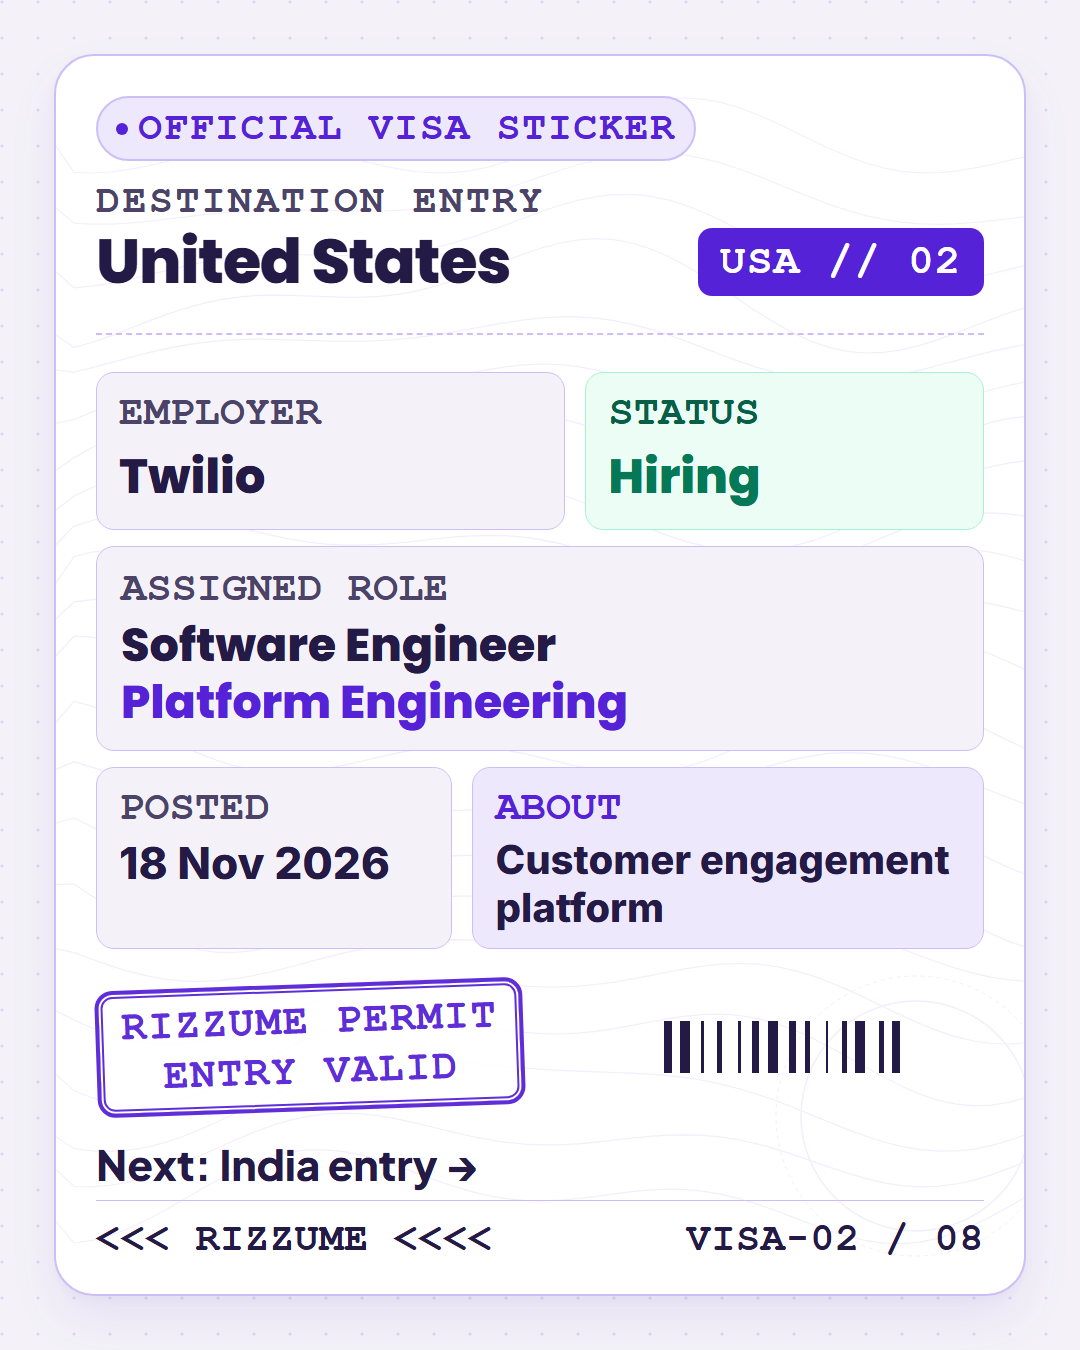 • OFFICIAL VISA STICKER
DESTINATION ENTRY
United States
USA // 02
EMPLOYER
Twilio
STATUS
Hiring
ASSIGNED ROLE
Software Engineer
Platform Engineering
POSTED
18 Nov 2026
ABOUT
Customer engagement
platform
RIZZUME PERMIT
ENTRY VALID
Next: India entry →
<<< RIZZUME <<<<
VISA-02 / 08